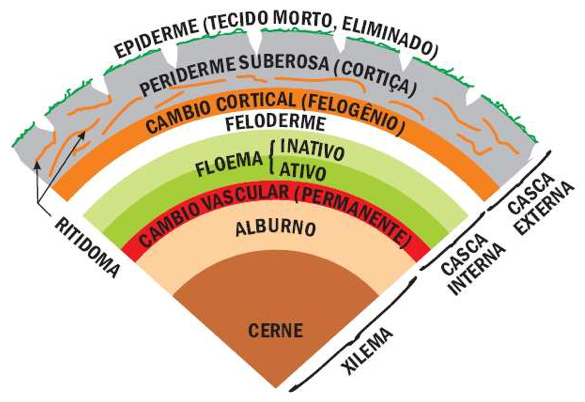 EPIDERME (TECIDO MORTO, ELIMINADO)
PERIDERME SUBEROSA (CORTIÇA)
CAMBIO CORTICAL (FELOGÊNIO)
FELODERME
FLOEMA { INATIVO
ATIVO
CAMBIO VASCULAR (PERMANENTE)
ALBURNO
CERNE
RITIDOMA
CASCA
EXTERNA
CASCA
INTERNA
XILEMA